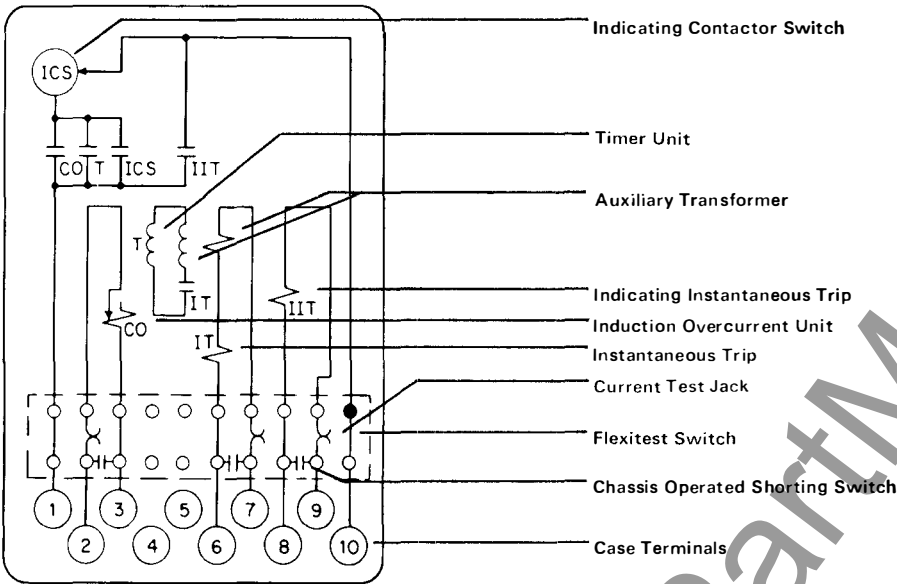 Indicating Contactor Switch
ICS
CO T ICS IIT
Timer Unit
Auxiliary Transformer
T
IT
IIT
Indicating Instantaneous Trip
CO
Induction Overcurrent Unit
IT
Instantaneous Trip
Current Test Jack
Flexitest Switch
Chassis Operated Shorting Switch
1 3 5 7 9
2 4 6 8 10
Case Terminals
PartM